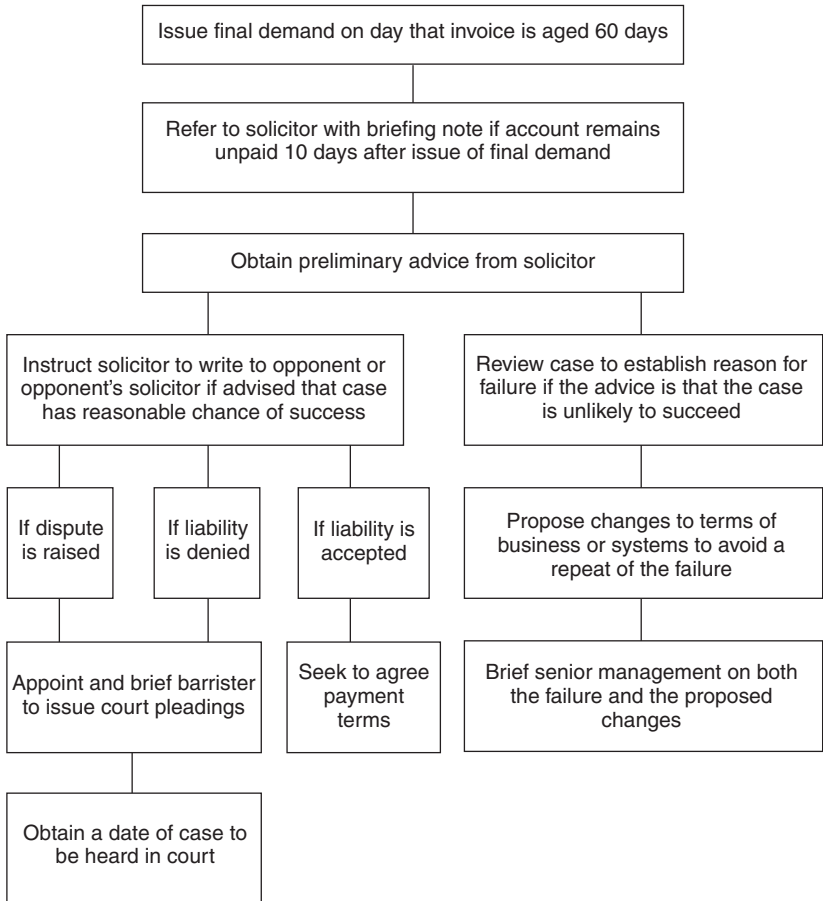 Issue final demand on day that invoice is aged 60 days
Refer to solicitor with briefing note if account remains
unpaid 10 days after issue of final demand
Obtain preliminary advice from solicitor
Instruct solicitor to write to opponent or
opponent’s solicitor if advised that case
has reasonable chance of success
Review case to establish reason for
failure if the advice is that the case
is unlikely to succeed
If dispute
is raised
If liability
is denied
If liability is
accepted
Propose changes to terms of
business or systems to avoid a
repeat of the failure
Appoint and brief barrister
to issue court pleadings
Seek to agree
payment
terms
Brief senior management on both
the failure and the proposed
changes
Obtain a date of case to
be heard in court